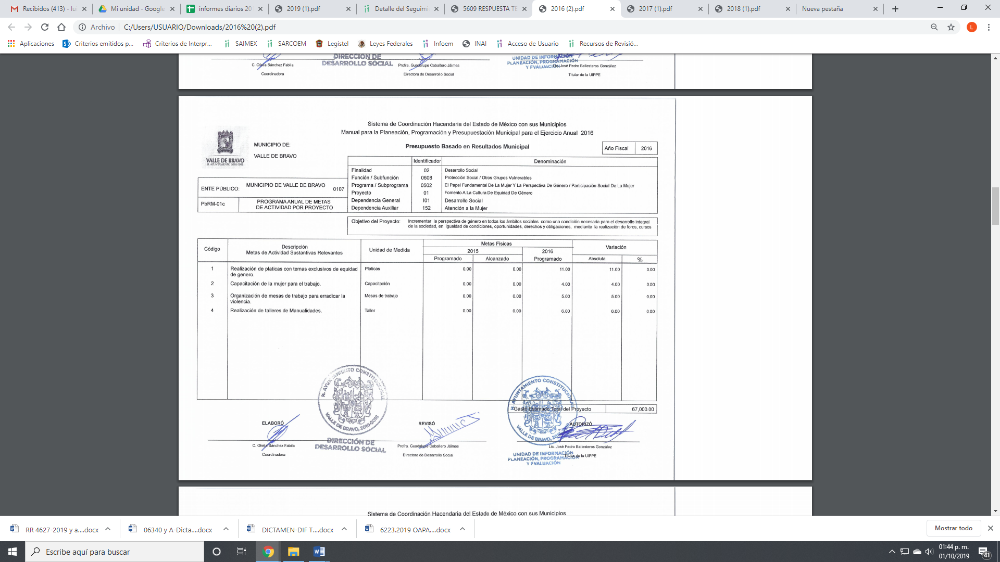 Recibidos (413) - lui
Mi unidad - Google
informes diarios 201
2019 (1).pdf
Detalle del Seguimi
5609 RESPUESTA TE
2016 (2).pdf
2017 (1).pdf
2018 (1).pdf
Nueva pestaña
Archivo C:/Users/USUARIO/Downloads/2016%20(2).pdf
L
Aplicaciones
Criterios emitidos p...
Criterios de Interpr...
SAIMEX
SARCOEM
Legistel
Leyes Federales
Infoem
INAI
Acceso de Usuario
Recursos de Revisió...
DIRECCIÓN DE
DESARROLLO SOCIAL
C. Ofelia Sánchez Fabila
Coordinadora
Profra. Guadalupe Caballero Jáimes
Directora de Desarrollo Social
UNIDAD DE INFORMACIÓN
PLANEACIÓN, PROGRAMACIÓN
Y EVALUACIÓN
Lic. José Pedro Ballesteros González
Titular de la UIPPE
Sistema de Coordinación Hacendaria del Estado de México con sus Municipios
Manual para la Planeación, Programación y Presupuestación Municipal para el Ejercicio Anual 2016
VALLE DE BRAVO
H. AYUNTAMIENTO 2016-2018
MUNICIPIO DE:
VALLE DE BRAVO
Presupuesto Basado en Resultados Municipal
Año Fiscal 2016
Identificador Denominación
Finalidad 02 Desarrollo Social
Función / Subfunción 0608 Protección Social / Otros Grupos Vulnerables
Programa / Subprograma 0502 El Papel Fundamental De La Mujer Y La Perspectiva De Género / Participación Social De La Mujer
Proyecto 01 Fomento A La Cultura De Equidad De Género
Dependencia General I01 Desarrollo Social
Dependencia Auxiliar 152 Atención a la Mujer
ENTE PÚBLICO: MUNICIPIO DE VALLE DE BRAVO 0107
PbRM-01c PROGRAMA ANUAL DE METAS
DE ACTIVIDAD POR PROYECTO
Objetivo del Proyecto: Incrementar la perspectiva de género en todos los ámbitos sociales como una condición necesaria para el desarrollo integral
de la sociedad, en igualdad de condiciones, oportunidades, derechos y obligaciones, mediante la realización de foros, cursos
Código
Descripción
Metas de Actividad Sustantivas Relevantes
Unidad de Medida
Metas Físicas
2015 2016
Programado Alcanzado Programado
Variación
Absoluta %
1 Realización de platicas con temas exclusivos de equidad
de genero. Platicas 0.00 0.00 11.00 11.00 0.00
2 Capacitación de la mujer para el trabajo. Capacitación 0.00 0.00 4.00 4.00 0.00
3 Organización de mesas de trabajo para erradicar la
violencia. Mesas de trabajo 0.00 0.00 5.00 5.00 0.00
4 Realización de talleres de Manualidades. Taller 0.00 0.00 6.00 6.00 0.00
Gasto Estimado Total del Proyecto 67,000.00
H. AYUNTAMIENTO CONSTITUCIONAL
VALLE DE BRAVO, 2016-2018
H. AYUNTAMIENTO CONSTITUCIONAL
VALLE DE BRAVO, 2016-2018
ELABORÓ
C. Ofelia Sánchez Fabila
Coordinadora
DIRECCIÓN DE
DESARROLLO SOCIAL
REVISÓ
Profra. Guadalupe Caballero Jáimes
Directora de Desarrollo Social
AUTORIZÓ
Lic. José Pedro Ballesteros González
Titular de la UIPPE
UNIDAD DE INFORMACIÓN
PLANEACIÓN, PROGRAMACIÓN
Y EVALUACIÓN
Sistema de Coordinación Hacendaria del Estado de México con sus Municipios
RR 4627-2019 y a....docx
06340 y A-Dicta....docx
DICTAMEN-DIF T....docx
6223.2019 OAPA....docx
Mostrar todo
Escribe aquí para buscar
01:44 p. m.
01/10/2019
41